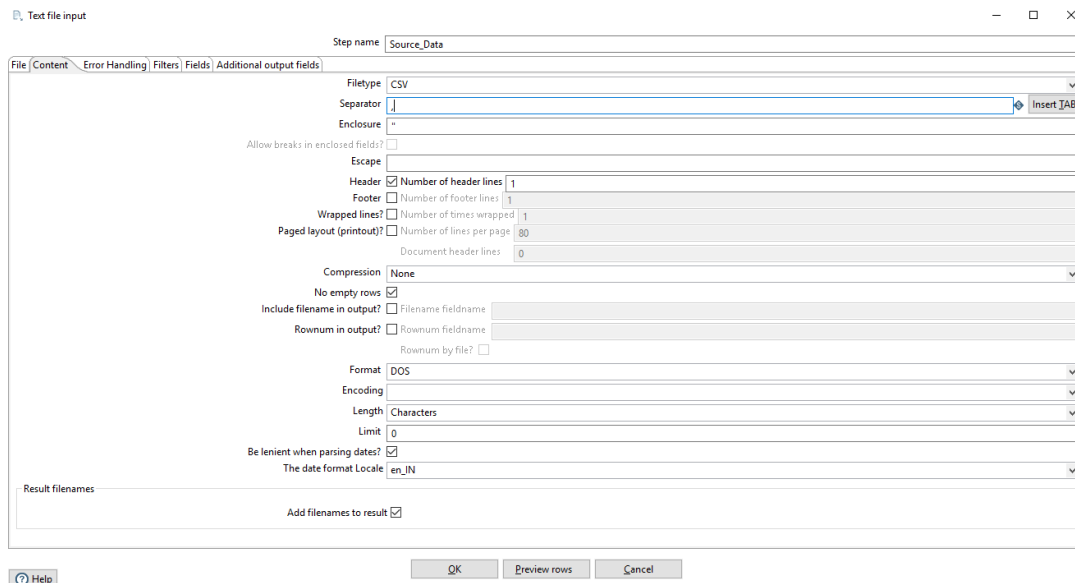 Text file input
Step name Source_Data
File Content Error Handling Filters Fields Additional output fields
Filetype CSV
Separator , Insert TAB
Enclosure "
Allow breaks in enclosed fields?
Escape
Header Number of header lines 1
Footer Number of footer lines 1
Wrapped lines? Number of times wrapped 1
Paged layout (printout)? Number of lines per page 80
Document header lines 0
Compression None
No empty rows
Include filename in output? Filename fieldname
Rownum in output? Rownum fieldname
Rownum by file?
Format DOS
Encoding
Length Characters
Limit 0
Be lenient when parsing dates?
The date format Locale en_IN
Result filenames
Add filenames to result
OK Preview rows Cancel
Help